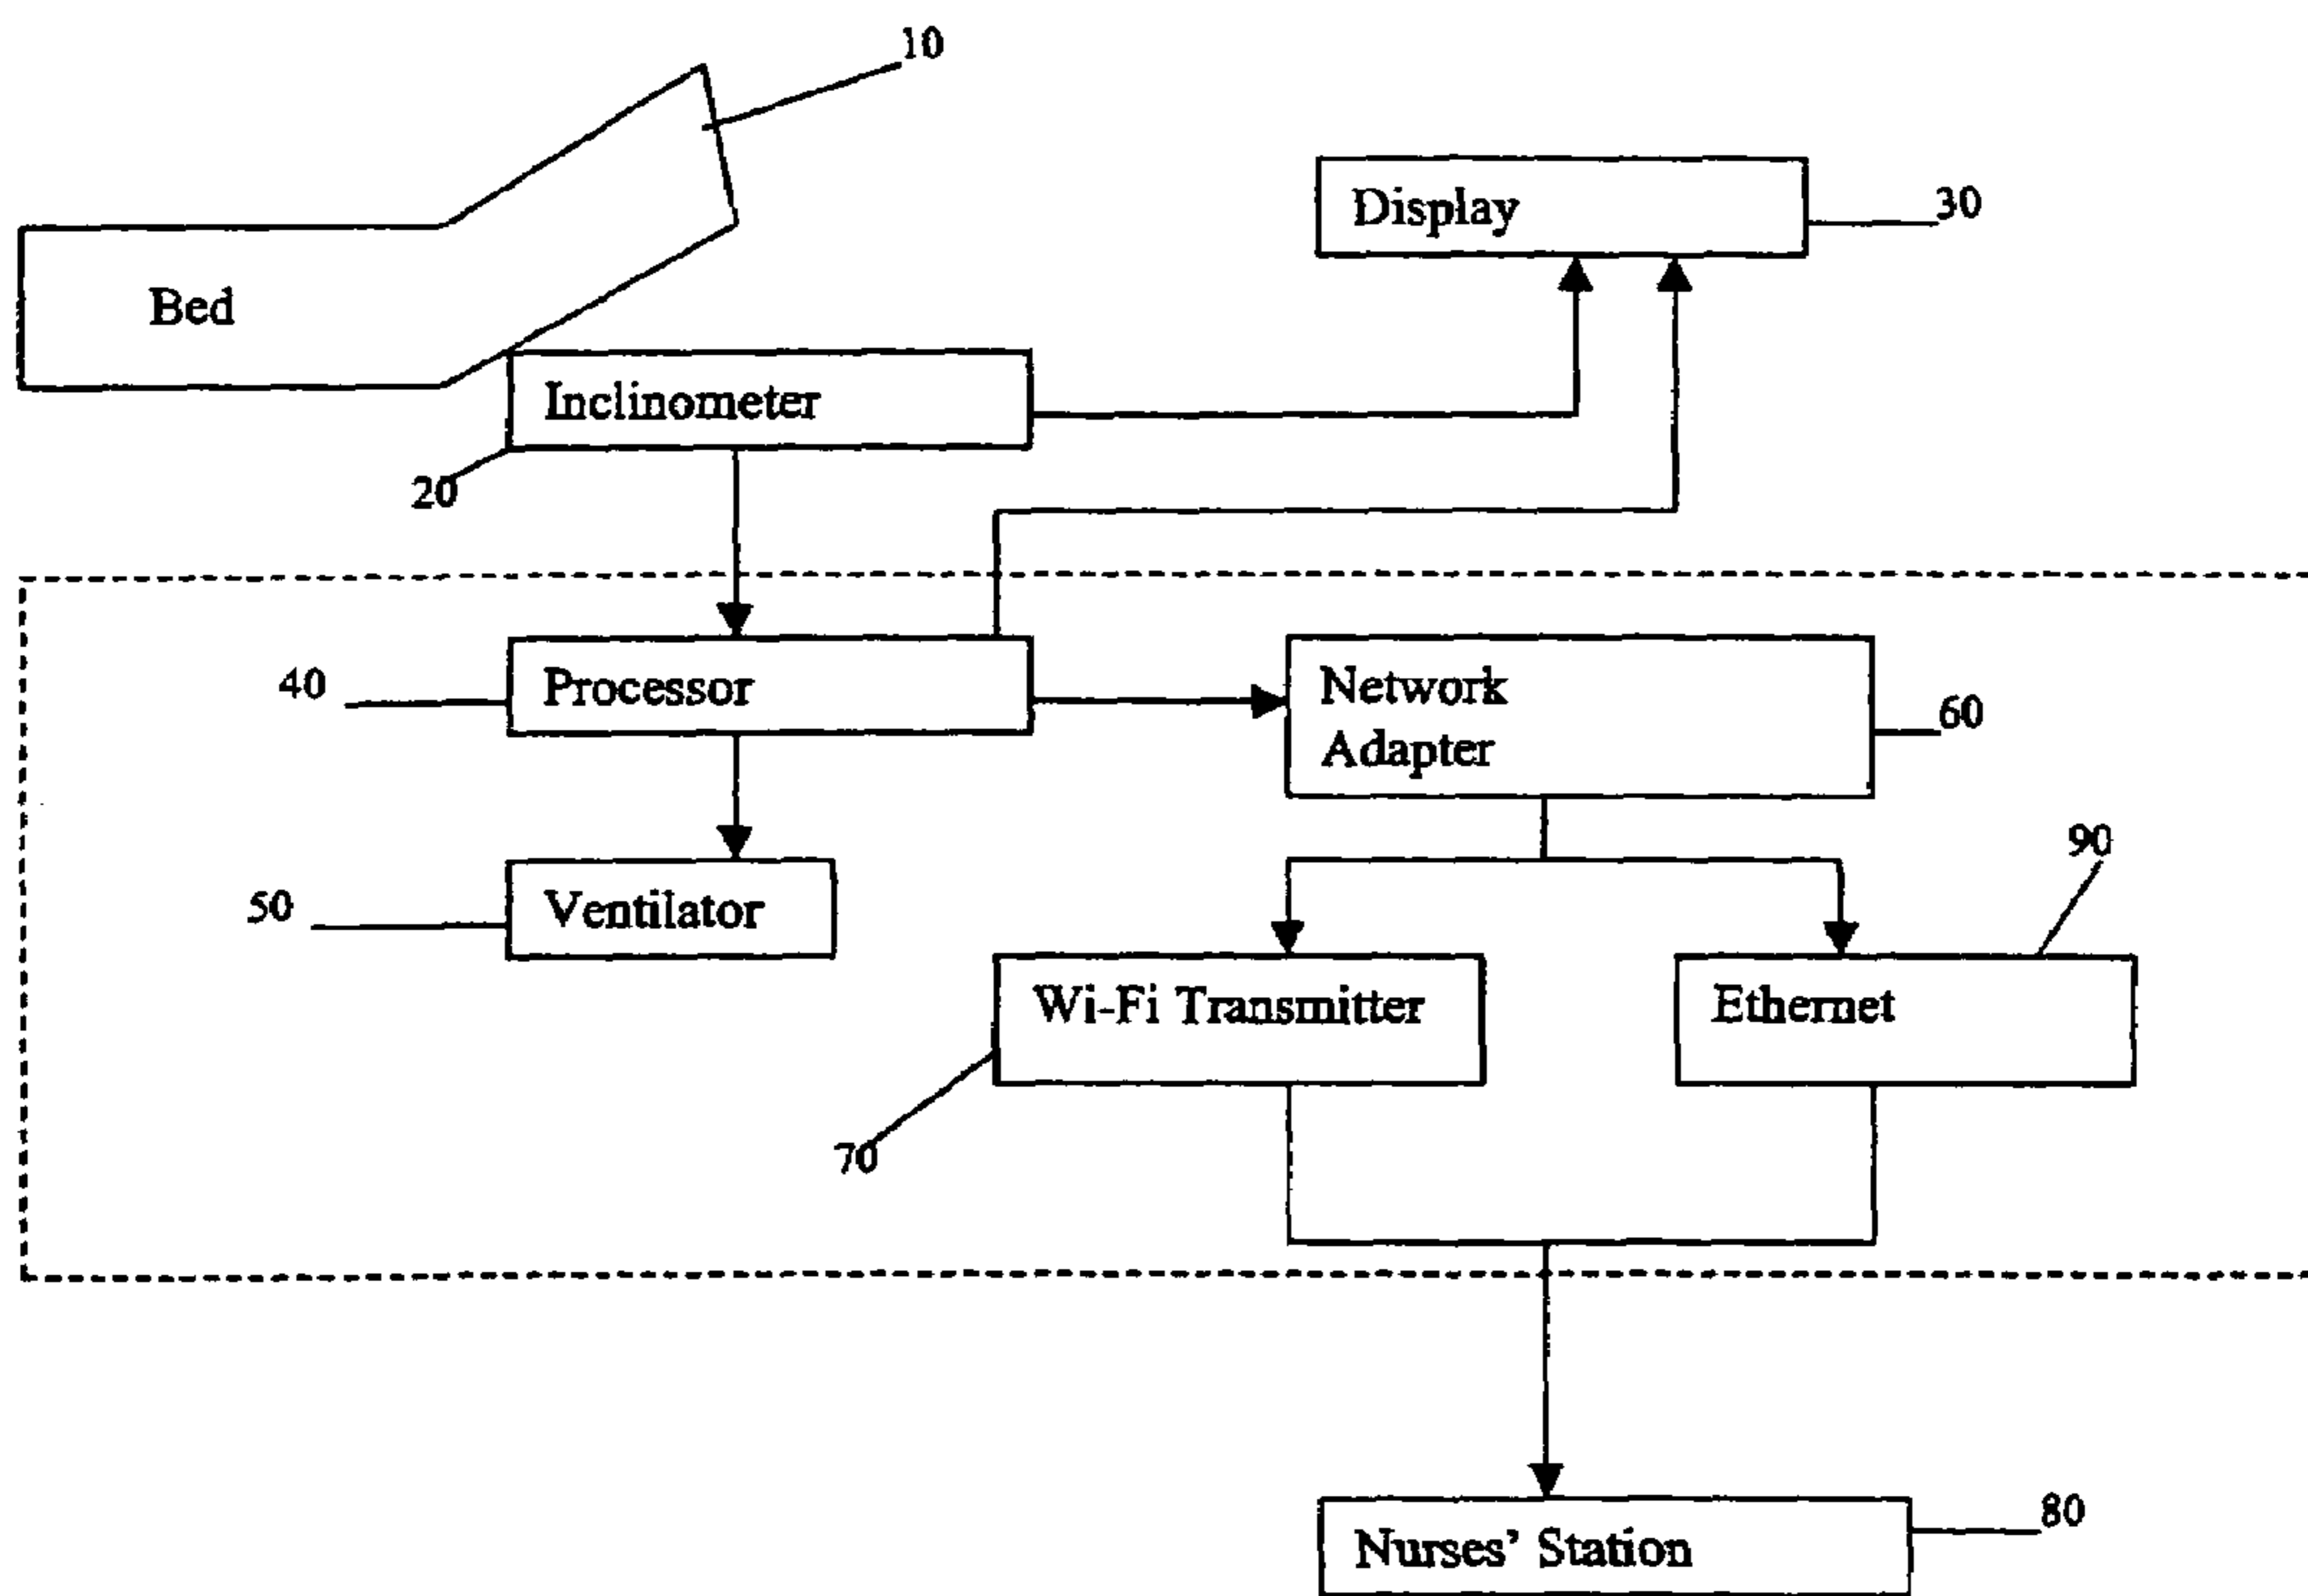 10
Display
30
Bed
Inclinometer
20
Processor
40
Network
Adapter
60
Ventilator
50
90
Wi-Fi Transmitter
Ethernet
70
Nurses’ Station
80